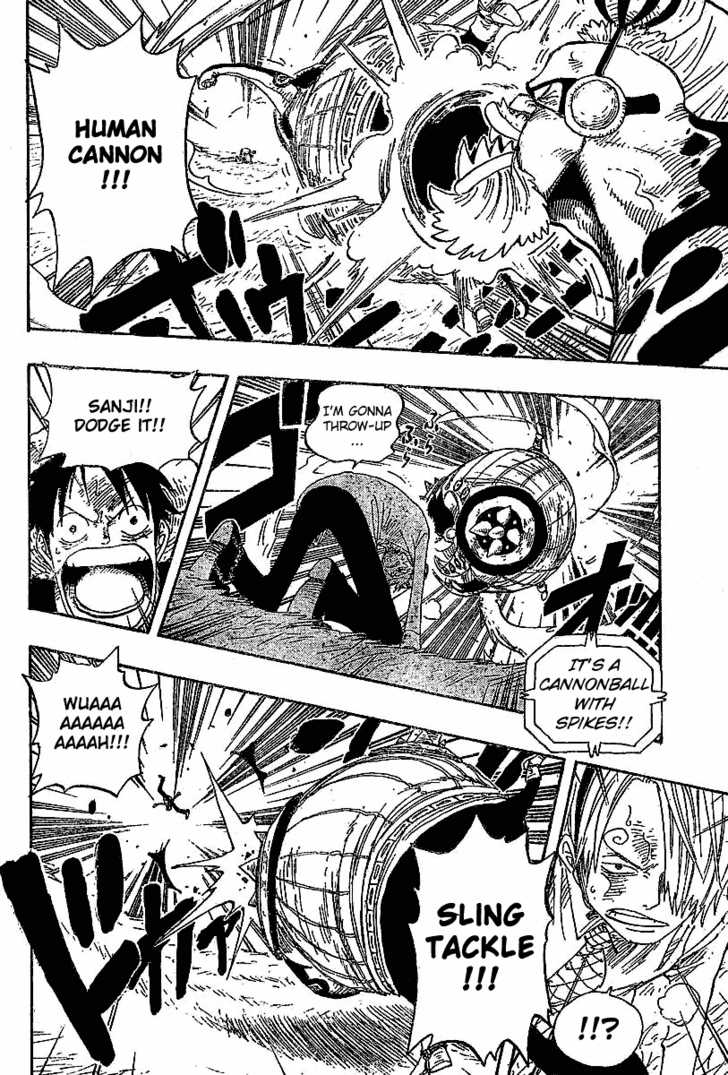 HUMAN
CANNON
!!!
I'M GONNA
THROW-UP
...
IT'S A
CANNONBALL
WITH
SPIKES!!
SANJI!!
DODGE IT!!
!!?
SLING
TACKLE
!!!
WUAAA
AAAAAA
AAAAH!!!